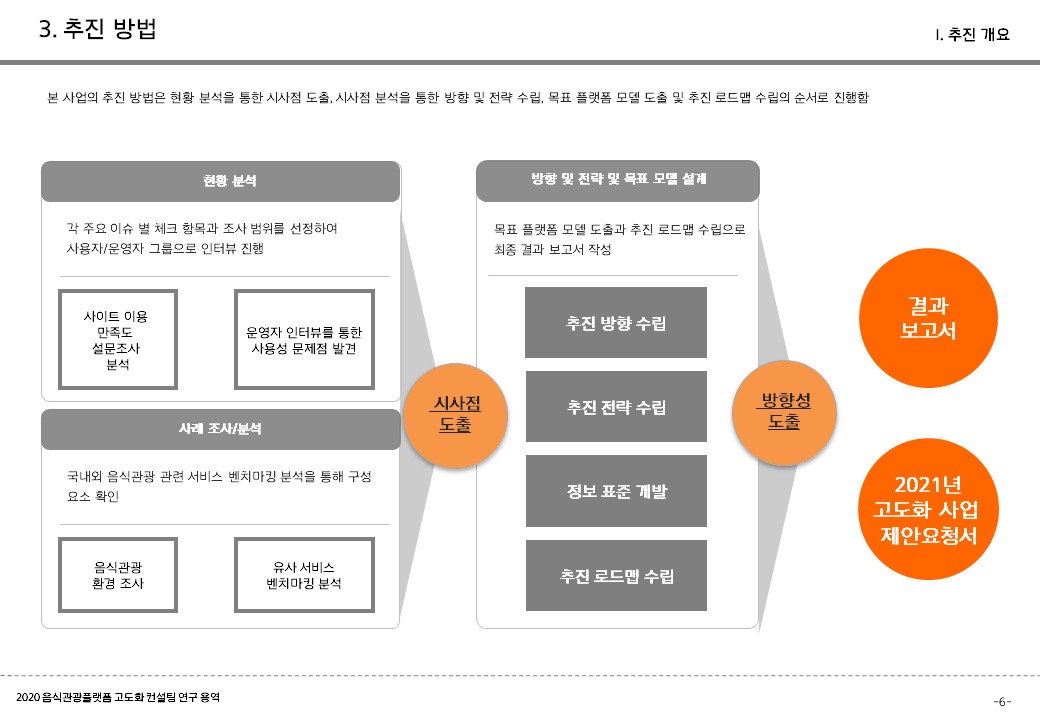 3. 추진 방법
I. 추진 개요
본 사업의 추진 방법은 현황 분석을 통한 시사점 도출, 시사점 분석을 통한 방향 및 전략 수립, 목표 플랫폼 모델 도출 및 추진 로드맵 수립의 순서로 진행함
현황 분석
각 주요 이슈 별 체크 항목과 조사 범위를 선정하여
사용자/운영자 그룹으로 인터뷰 진행
사이트 이용
만족도
설문조사
분석
운영자 인터뷰를 통한
사용성 문제점 발견
사례 조사/분석
국내외 음식관광 관련 서비스 벤치마킹 분석을 통해 구성
요소 확인
음식관광
환경 조사
유사 서비스
벤치마킹 분석
시사점
도출
방향 및 전략 및 목표 모델 설계
목표 플랫폼 모델 도출과 추진 로드맵 수립으로
최종 결과 보고서 작성
추진 방향 수립
추진 전략 수립
정보 표준 개발
추진 로드맵 수립
방향성
도출
결과
보고서
2021년
고도화 사업
제안요청서
2020 음식관광플랫폼 고도화 컨설팅 연구 용역
-6-